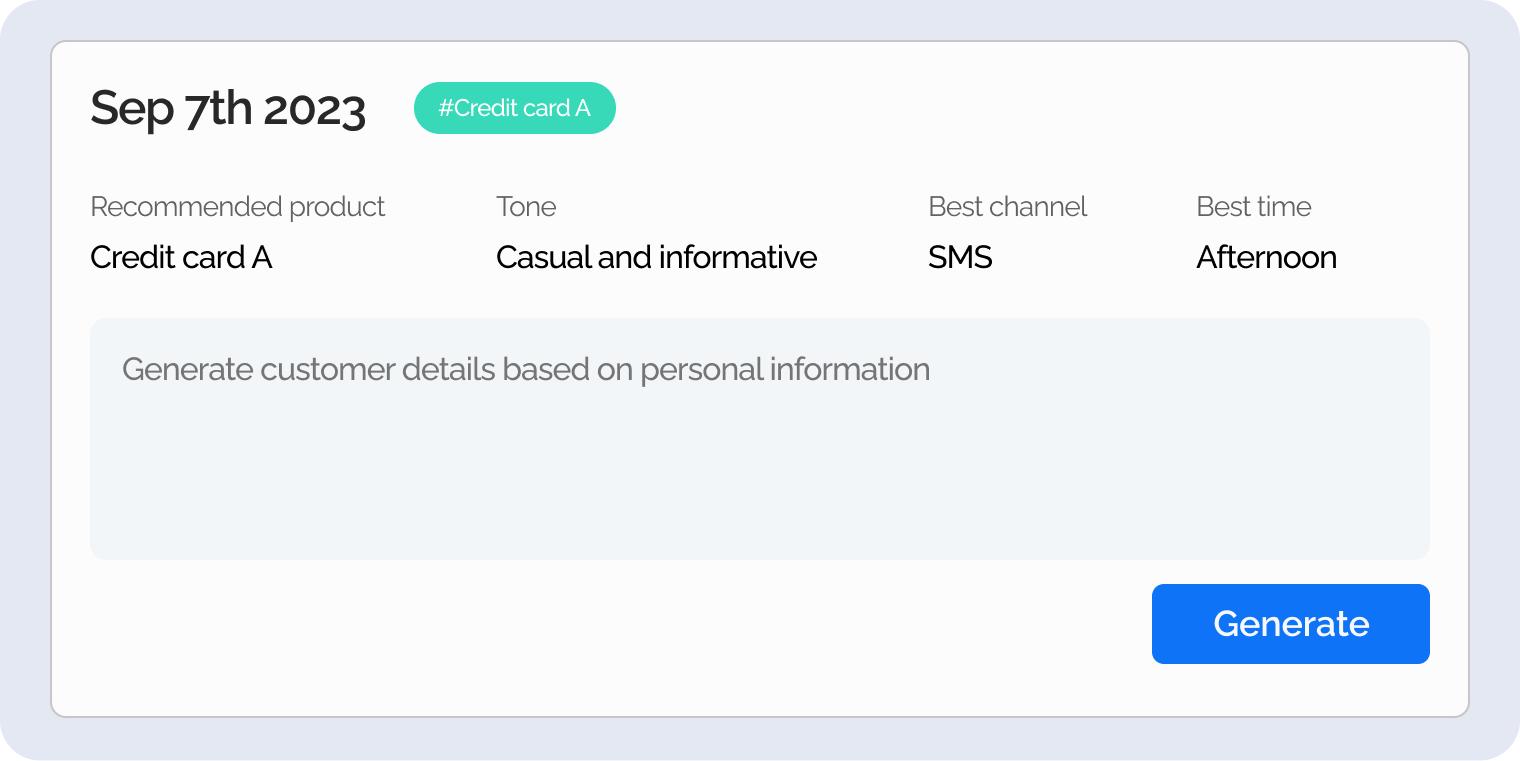 Sep 7th 2023
#Credit card A
Recommended product
Tone
Best channel
Best time
Credit card A
Casual and informative
SMS
Afternoon
Generate customer details based on personal information
Generate